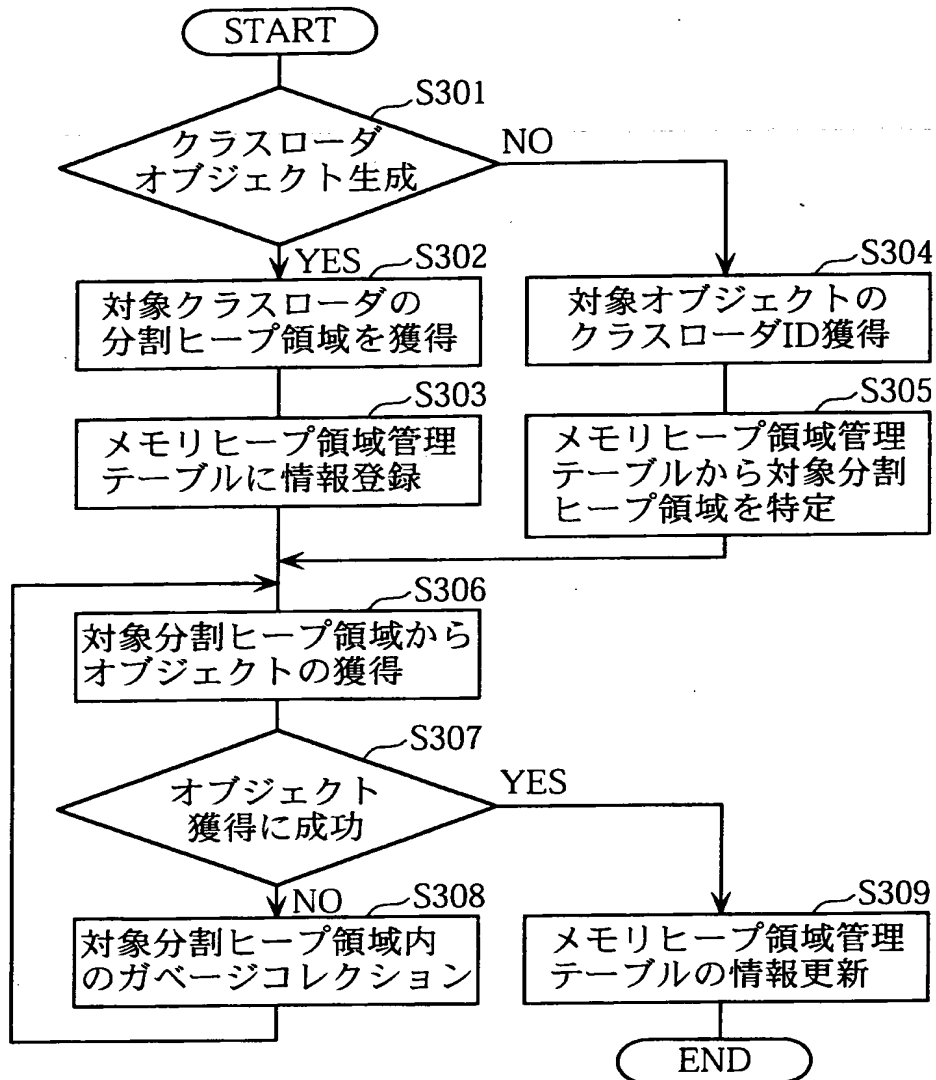 START
S301
クラスローダ
オブジェクト生成
NO
YES
S302
対象クラスローダの
分割ヒープ領域を獲得
S304
対象オブジェクトの
クラスローダID獲得
S303
メモリヒープ領域管理
テーブルに情報登録
S305
メモリヒープ領域管理
テーブルから対象分割
ヒープ領域を特定
S306
対象分割ヒープ領域から
オブジェクトの獲得
S307
オブジェクト
獲得に成功
YES
NO
S308
対象分割ヒープ領域内
のガベージコレクション
S309
メモリヒープ領域管理
テーブルの情報更新
END